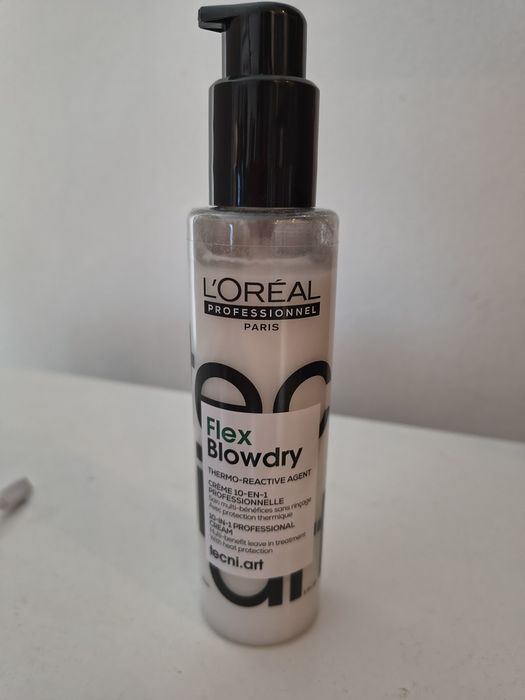 L'ORÉAL
PROFESSIONNEL
PARIS
tec
Flex
Blowdry
THERMO-REACTIVE AGENT
CRÈME 10-EN-1
PROFESSIONNELLE
Soin multi-bénéfices sans rinçage
Avec protection thermique
10-IN-1 PROFESSIONAL
CREAM
Multi-benefit leave in treatment
with heat protection
tecni.art